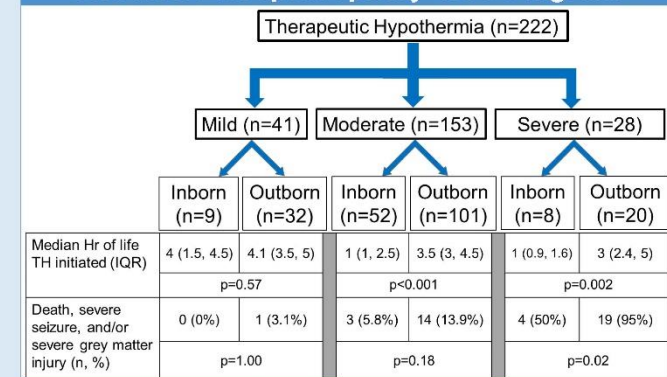 Therapeutic Hypothermia (n=222)
Mild (n=41) Moderate (n=153) Severe (n=28)
Inborn Outborn Inborn Outborn Inborn Outborn
(n=9) (n=32) (n=52) (n=101) (n=8) (n=20)
Median Hr of life
TH initiated (IQR)
4 (1.5, 4.5) 4.1 (3.5, 5) 1 (1, 2.5) 3.5 (3, 4.5) 1 (0.9, 1.6) 3 (2.4, 5)
p=0.57 p<0.001 p=0.002
Death, severe
seizure, and/or
severe grey matter
injury (n, %)
0 (0%) 1 (3.1%) 3 (5.8%) 14 (13.9%) 4 (50%) 19 (95%)
p=1.00 p=0.18 p=0.02